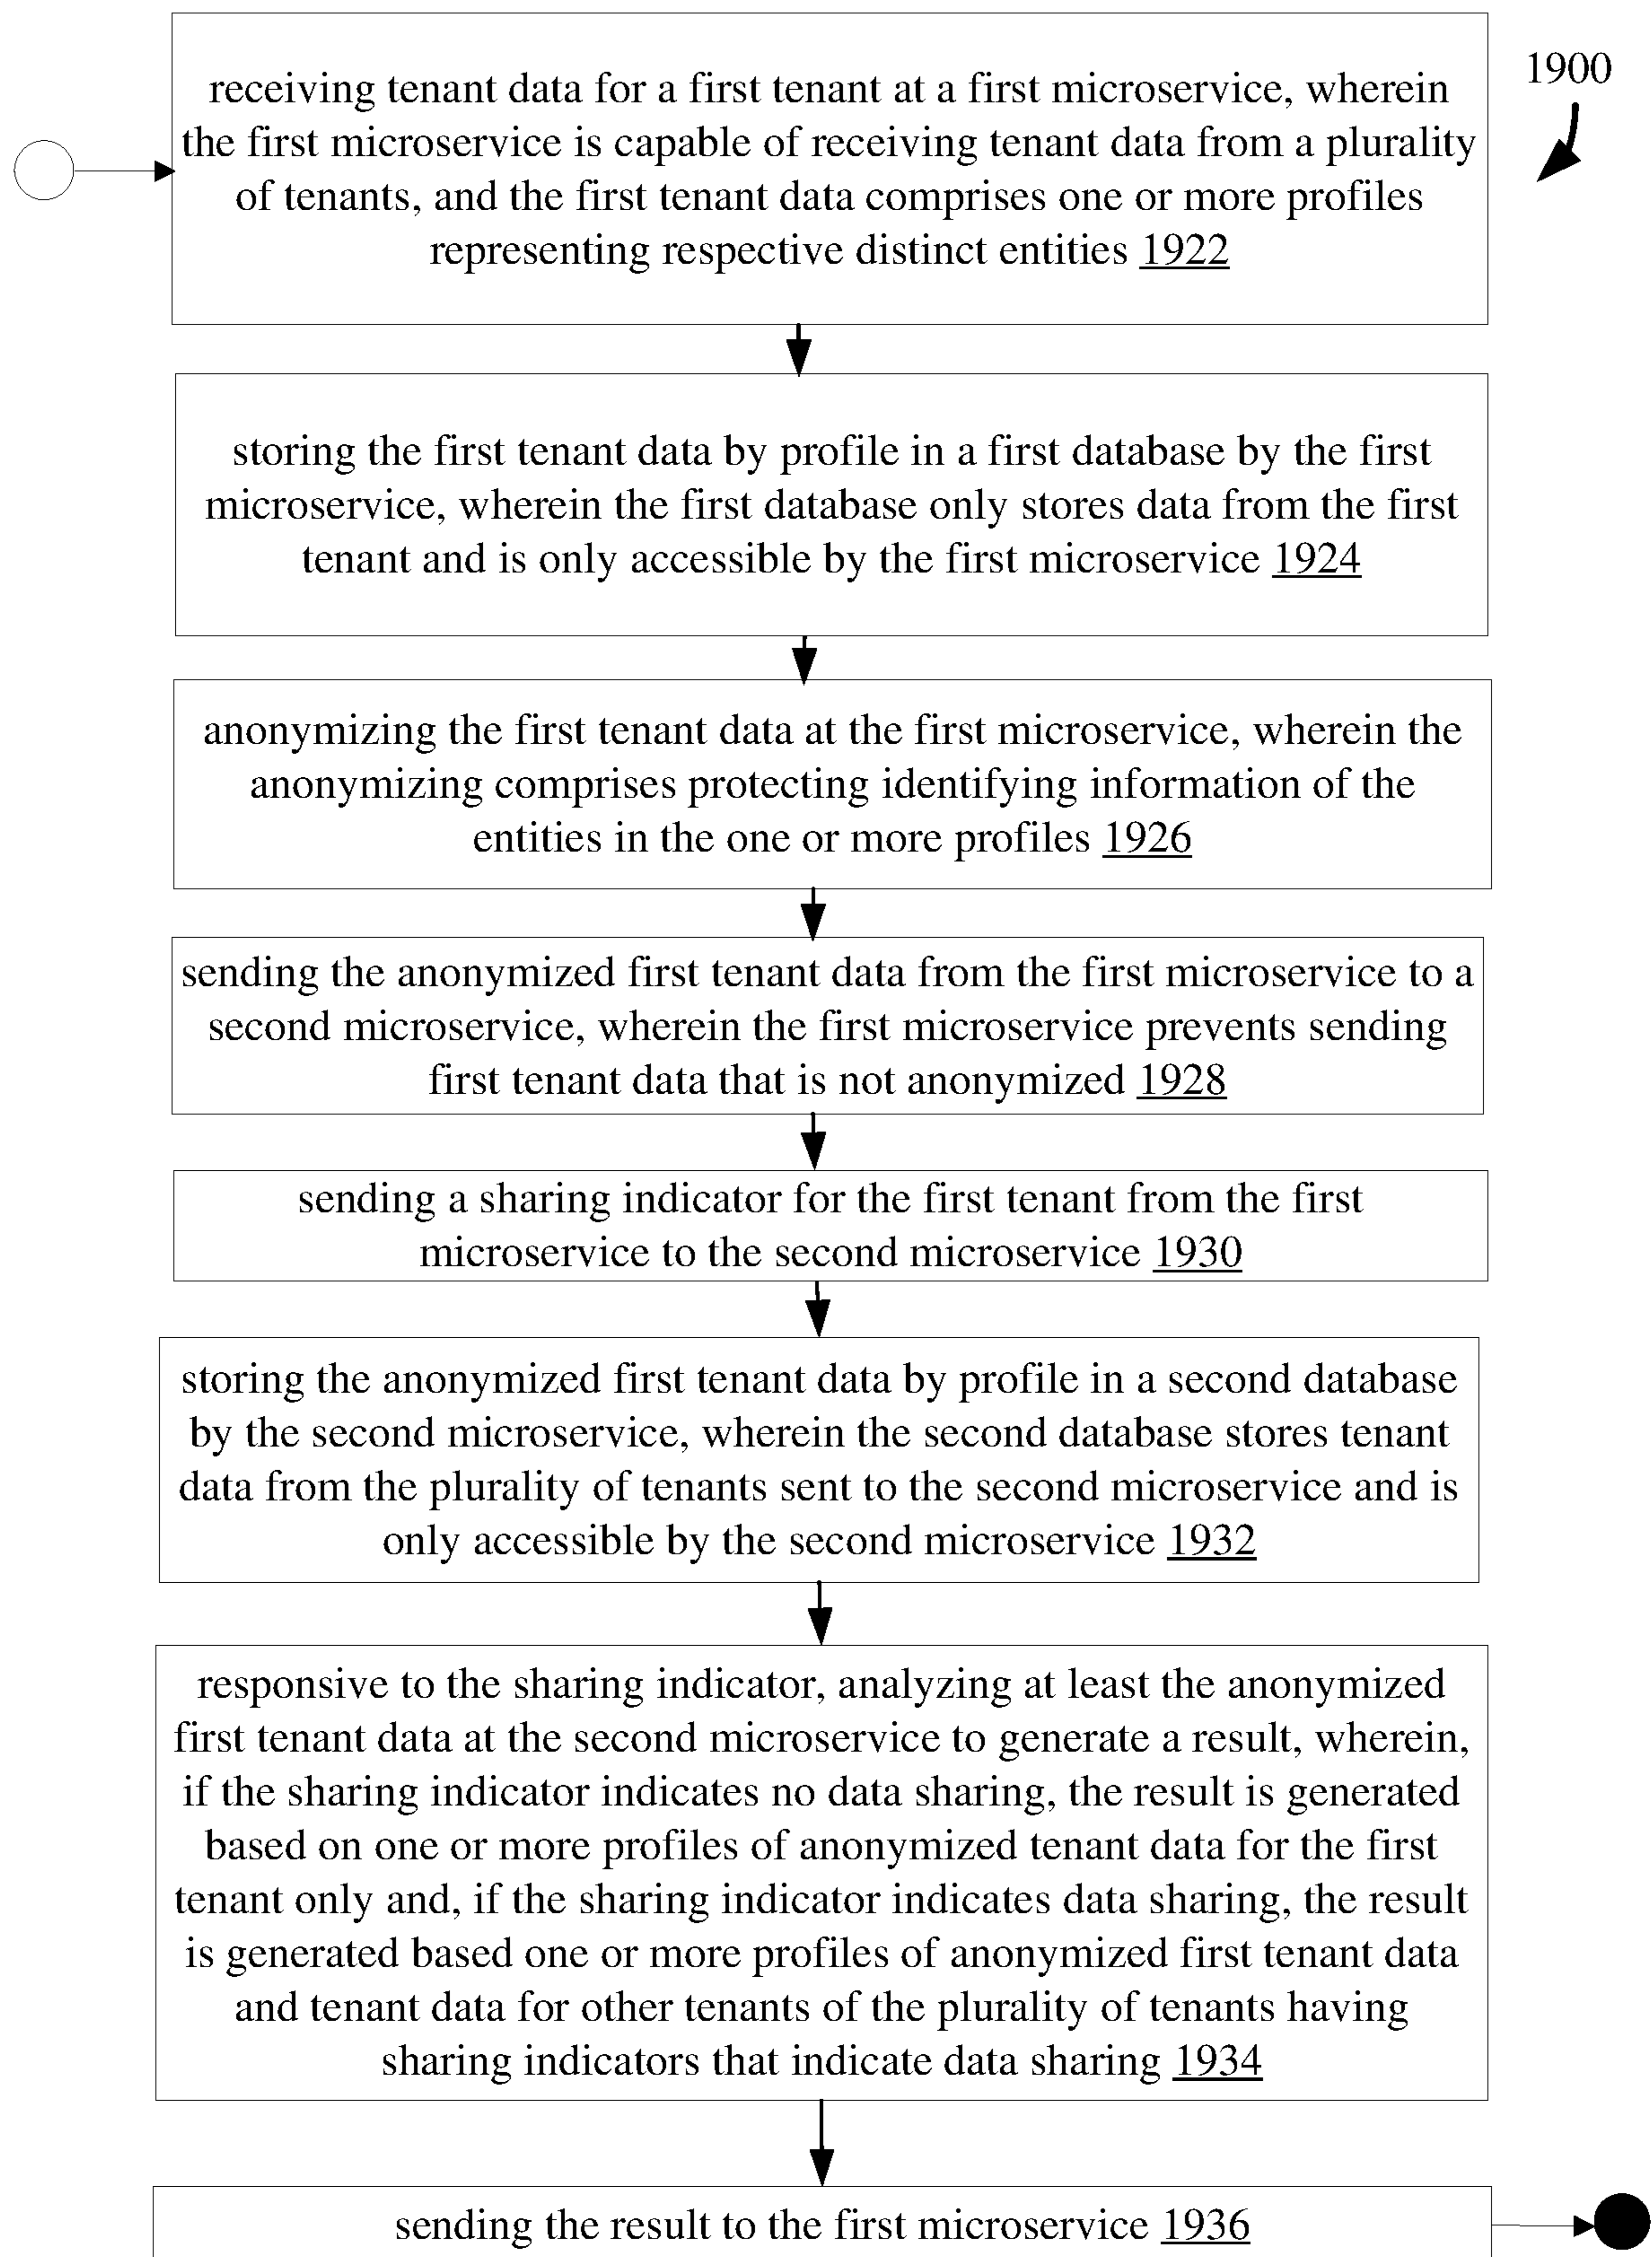 1900
receiving tenant data for a first tenant at a first microservice, wherein
the first microservice is capable of receiving tenant data from a plurality
of tenants, and the first tenant data comprises one or more profiles
representing respective distinct entities 1922
storing the first tenant data by profile in a first database by the first
microservice, wherein the first database only stores data from the first
tenant and is only accessible by the first microservice 1924
anonymizing the first tenant data at the first microservice, wherein the
anonymizing comprises protecting identifying information of the
entities in the one or more profiles 1926
sending the anonymized first tenant data from the first microservice to a
second microservice, wherein the first microservice prevents sending
first tenant data that is not anonymized 1928
sending a sharing indicator for the first tenant from the first
microservice to the second microservice 1930
storing the anonymized first tenant data by profile in a second database
by the second microservice, wherein the second database stores tenant
data from the plurality of tenants sent to the second microservice and is
only accessible by the second microservice 1932
responsive to the sharing indicator, analyzing at least the anonymized
first tenant data at the second microservice to generate a result, wherein,
if the sharing indicator indicates no data sharing, the result is generated
based on one or more profiles of anonymized tenant data for the first
tenant only and, if the sharing indicator indicates data sharing, the result
is generated based one or more profiles of anonymized first tenant data
and tenant data for other tenants of the plurality of tenants having
sharing indicators that indicate data sharing 1934
sending the result to the first microservice 1936